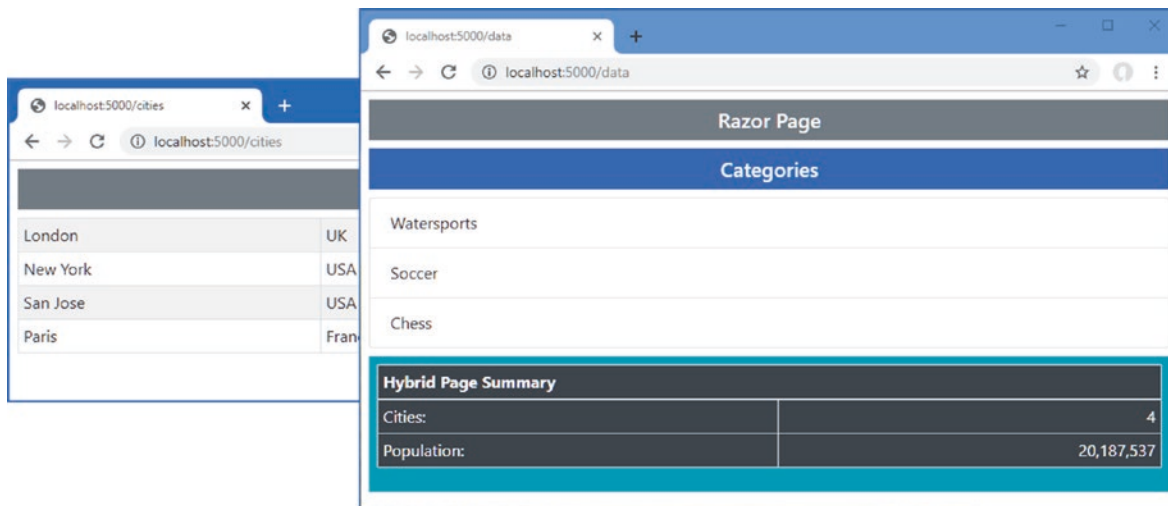 localhost:5000/cities
localhost:5000/cities
London UK
New York USA
San Jose USA
Paris
localhost:5000/data
localhost:5000/data
Razor Page
Categories
Watersports
Soccer
Chess
Hybrid Page Summary
Cities: 4
Population: 20,187,537